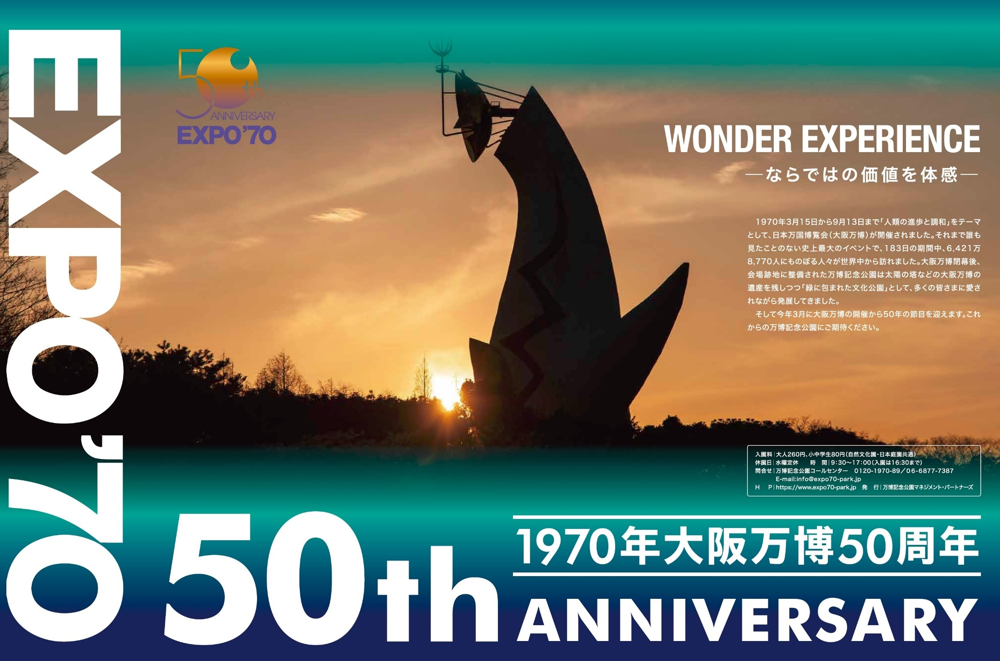 EXPO'70
50th
ANNIVERSARY
EXPO'70
WONDER EXPERIENCE
―ならではの価値を体感―
1970年3月15日から9月13日まで「人類の進歩と調和」をテーマ
として、日本万国博覧会(大阪万博)が開催されました。それまで誰も
見たことのない史上最大のイベントで、183日の期間中、6,421万
8,770人にものぼる人々が世界中から訪れました。大阪万博閉幕後、
会場跡地に整備された万博記念公園は太陽の塔などの大阪万博の
遺産を残しつつ「緑に包まれた文化公園」として、多くの皆さまに愛さ
れながら発展してきました。
そして今年3月に大阪万博の開催から50年の節目を迎えます。これ
からの万博記念公園にご期待ください。
入園料|大人260円、小中学生80円(自然文化園・日本庭園共通)
休園日|水曜定休 時 間|9:30〜17:00(入園は16:30まで)
問合せ|万博記念公園コールセンター 0120-1970-89/06-6877-7387
E-mail:info@expo70-park.jp
H P|https://www.expo70-park.jp 発 行|万博記念公園マネジメント・パートナーズ
50th
1970年大阪万博50周年
ANNIVERSARY